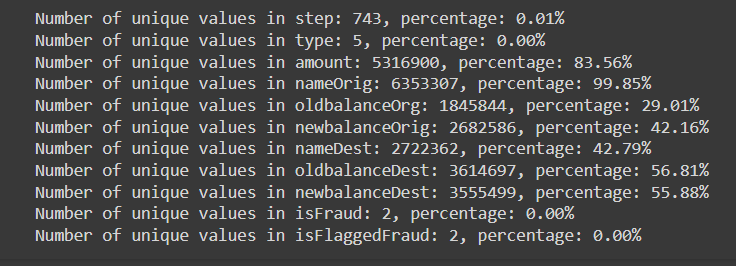 Number of unique values in step: 743, percentage: 0.01%
Number of unique values in type: 5, percentage: 0.00%
Number of unique values in amount: 5316900, percentage: 83.56%
Number of unique values in nameOrig: 6353307, percentage: 99.85%
Number of unique values in oldbalanceOrg: 1845844, percentage: 29.01%
Number of unique values in newbalanceOrig: 2682586, percentage: 42.16%
Number of unique values in nameDest: 2722362, percentage: 42.79%
Number of unique values in oldbalanceDest: 3614697, percentage: 56.81%
Number of unique values in newbalanceDest: 3555499, percentage: 55.88%
Number of unique values in isFraud: 2, percentage: 0.00%
Number of unique values in isFlaggedFraud: 2, percentage: 0.00%